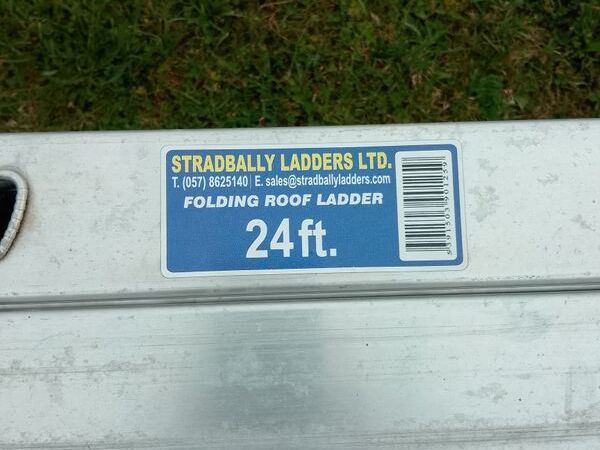 STRADBALLY LADDERS LTD.
T. (057) 8625140 | E. sales@stradballyladders.com
FOLDING ROOF LADDER
24ft.